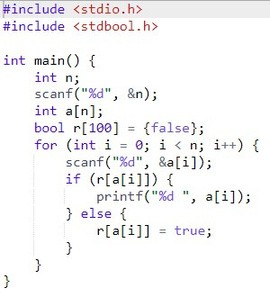 #include <stdio.h>
#include <stdbool.h>

int main() {
    int n;
    scanf("%d", &n);
    int a[n];
    bool r[100] = {false};
    for (int i = 0; i < n; i++) {
        scanf("%d", &a[i]);
        if (r[a[i]]) {
            printf("%d ", a[i]);
        } else {
            r[a[i]] = true;
        }
    }
}